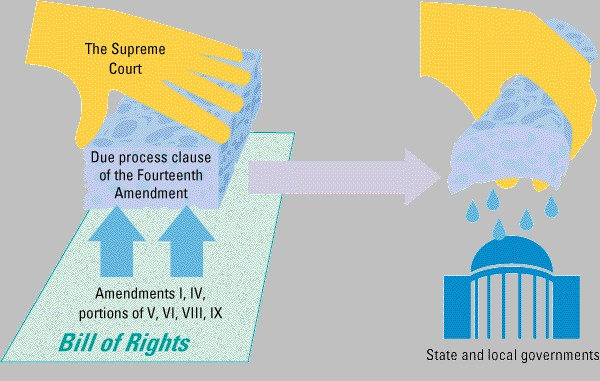 The Supreme
Court
Due process clause
of the Fourteenth
Amendment
Amendments I, IV,
portions of V, VI, VIII, IX
Bill of Rights
State and local governments